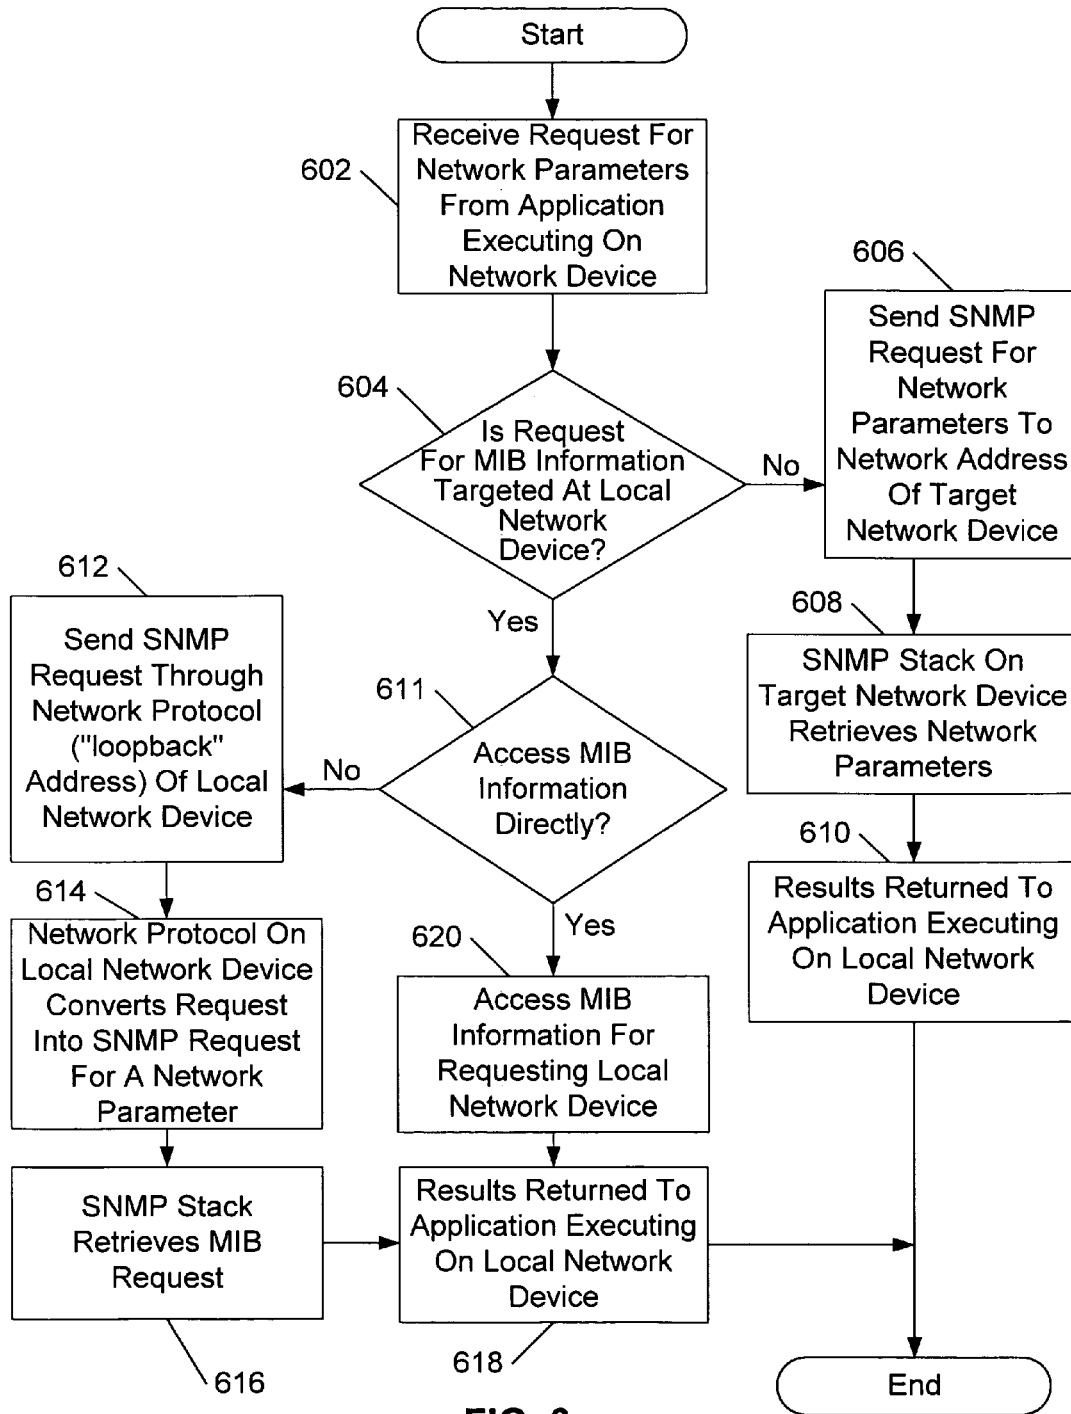 Start
602
Receive Request For
Network Parameters
From Application
Executing On
Network Device
604
Is Request
For MIB Information
Targeted At Local
Network
Device?
No
606
Send SNMP
Request For
Network
Parameters To
Network Address
Of Target
Network Device
608
SNMP Stack On
Target Network Device
Retrieves Network
Parameters
610
Results Returned To
Application Executing
On Local Network
Device
Yes
611
Access MIB
Information
Directly?
No
612
Send SNMP
Request Through
Network Protocol
("loopback"
Address) Of Local
Network Device
614
Network Protocol On
Local Network Device
Converts Request
Into SNMP Request
For A Network
Parameter
SNMP Stack
Retrieves MIB
Request
616
Yes
620
Access MIB
Information For
Requesting Local
Network Device
Results Returned To
Application Executing
On Local Network
Device
618
End